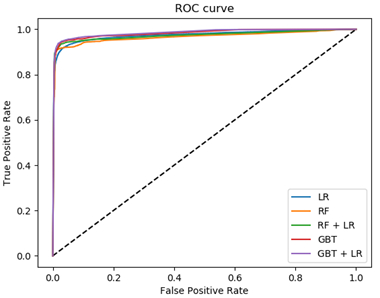 ROC curve
True Positive Rate
1.0
0.8
0.6
0.4
0.2
0.0
LR
RF
RF + LR
GBT
GBT + LR
0.0 0.2 0.4 0.6 0.8 1.0
False Positive Rate